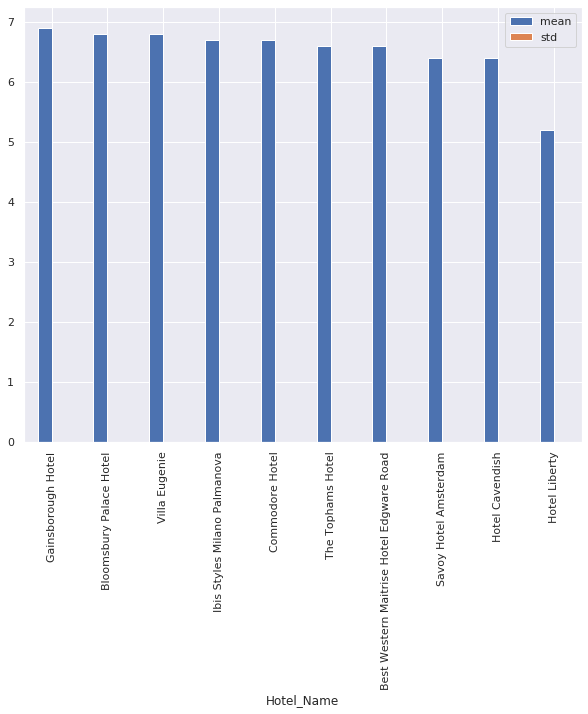 mean
std
7
6
5
4
3
2
1
0
Gainsborough Hotel
Bloomsbury Palace Hotel
Villa Eugenie
Ibis Styles Milano Palmanova
Commodore Hotel
The Tophams Hotel
Best Western Maitrise Hotel Edgware Road
Savoy Hotel Amsterdam
Hotel Cavendish
Hotel Liberty
Hotel_Name